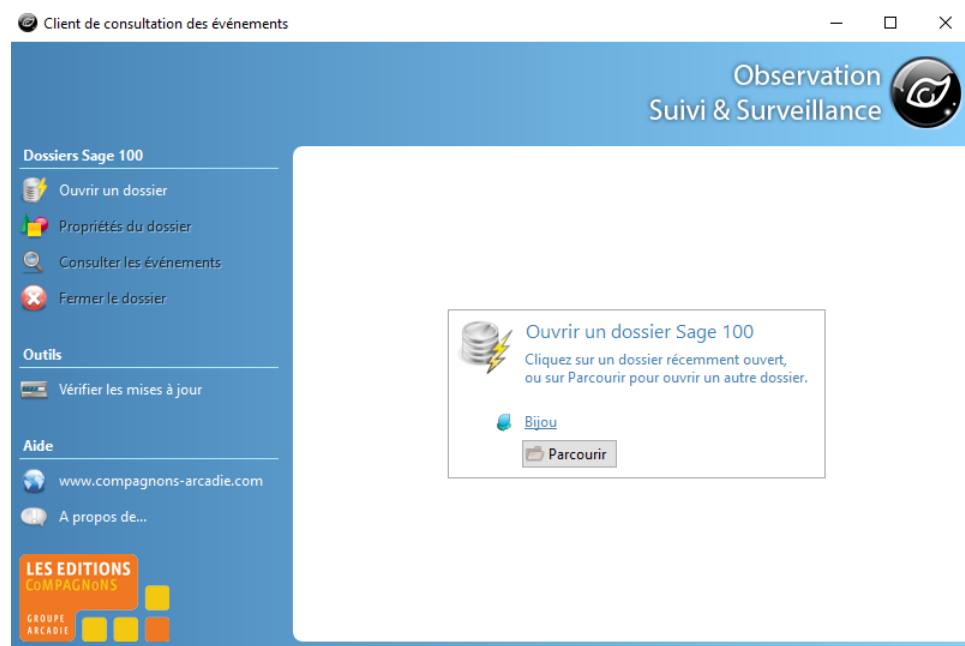 Client de consultation des événements
Observation
Suivi & Surveillance
Dossiers Sage 100
Ouvrir un dossier
Propriétés du dossier
Consulter les événements
Fermer le dossier
Outils
Vérifier les mises à jour
Aide
www.compagnons-arcadie.com
A propos de...
LES EDITIONS
CoMPAGNoNS
GROUPE
ARCADIE
Ouvrir un dossier Sage 100
Cliquez sur un dossier récemment ouvert,
ou sur Parcourir pour ouvrir un autre dossier.
Bijou
Parcourir